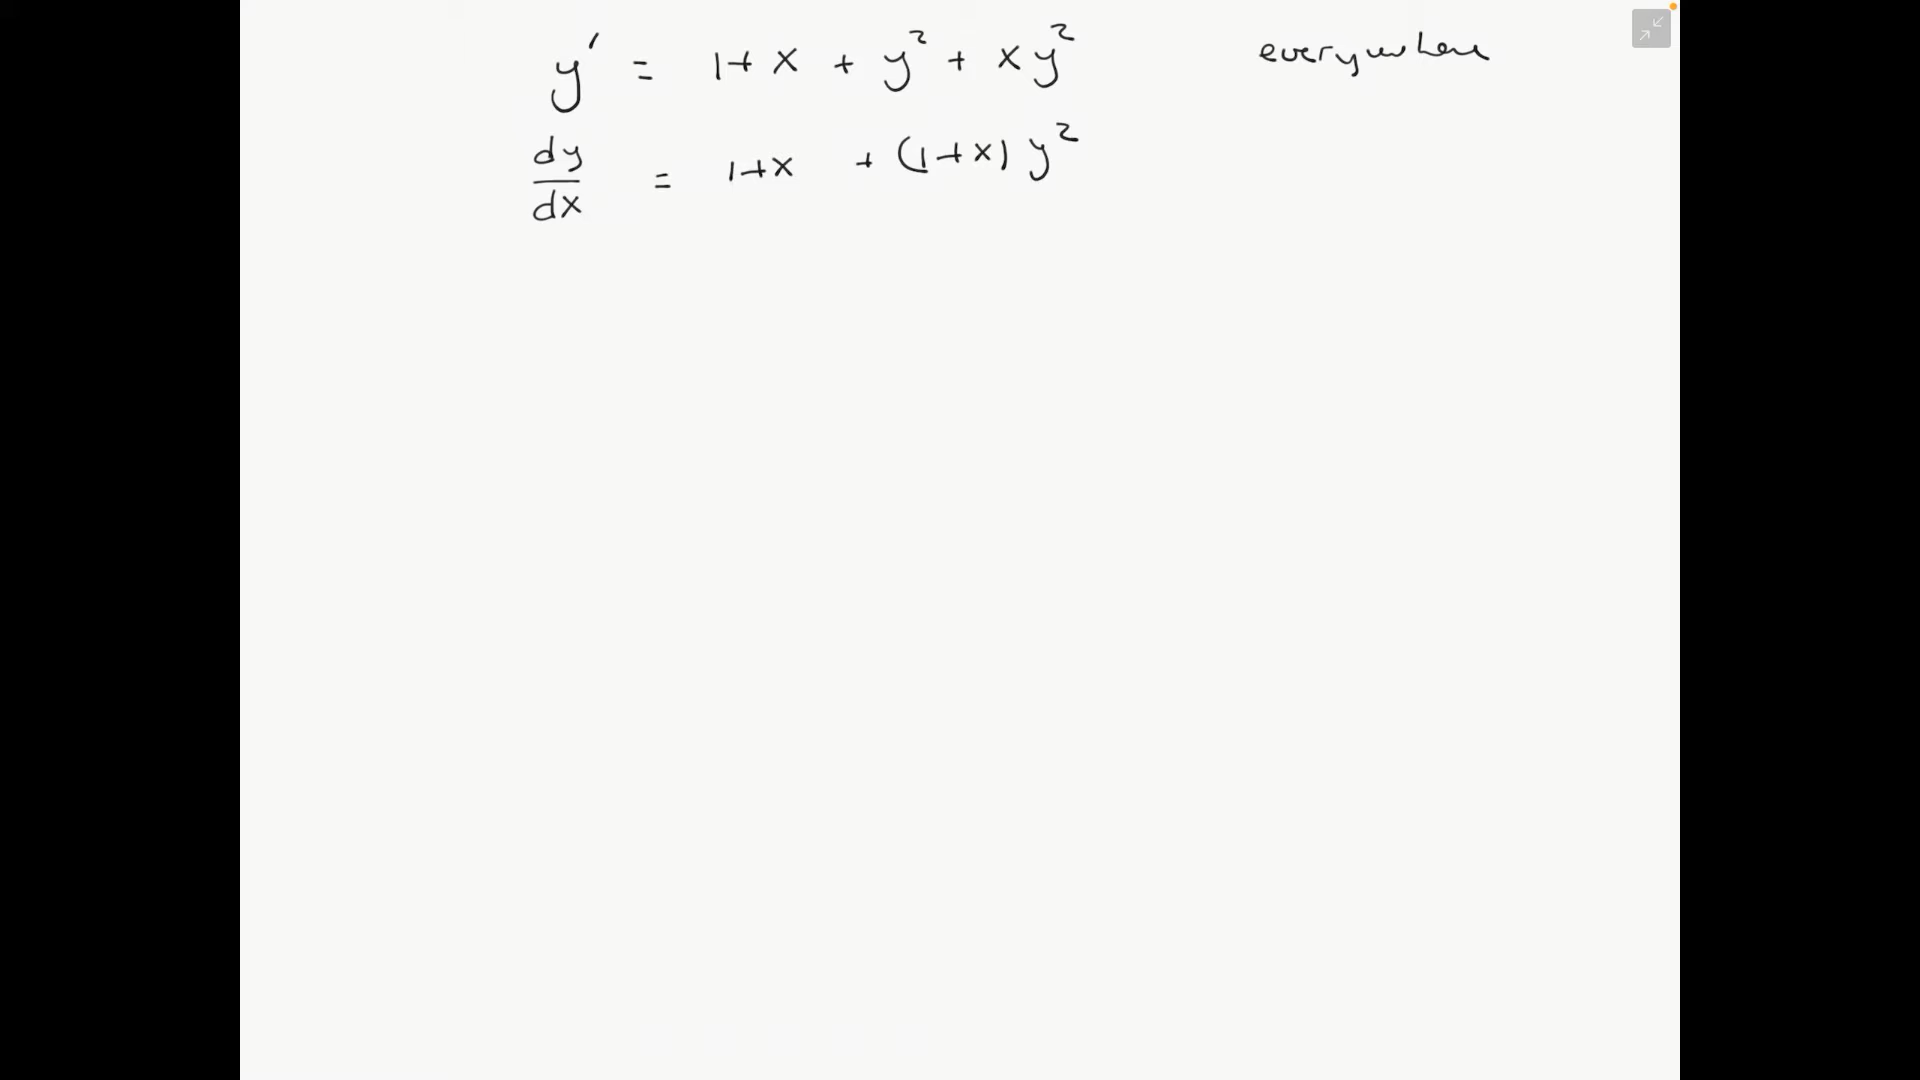 y' = 1 + x + y² + xy² everywhere
dy/dx = 1+x + (1+x) y²